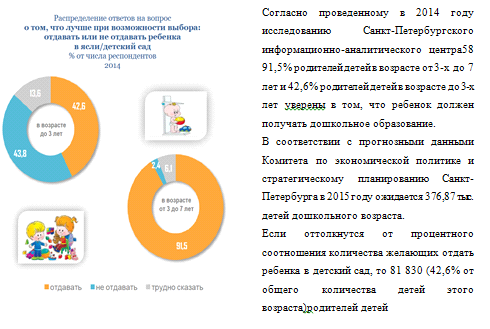 Распределение ответов на вопрос
о том, что лучше при возможности выбора:
отдавать или не отдавать ребенка
в ясли/детский сад
% от числа респондентов
2014
13,6
42,6
43,8
в возрасте
до 3 лет
2,4
6,1
в возрасте
от 3 до 7 лет
91,5
отдавать
не отдавать
трудно сказать
Согласно проведенному в 2014 году
исследованию Санкт-Петербургского
информационно-аналитического центра58
91,5% родителей детей в возрасте от 3-х до 7
лет и 42,6% родителей детей в возрасте до 3-х
лет уверены в том, что ребенок должен
получать дошкольное образование.
В соответствии с прогнозными данными
Комитета по экономической политике и
стратегическому планированию Санкт-
Петербурга в 2015 году ожидается 376,87 тыс.
детей дошкольного возраста.
Если оттолкнутся от процентного
соотношения количества желающих отдать
ребенка в детский сад, то 81 830 (42,6% от
общего количества детей этого
возраста)родителей детей